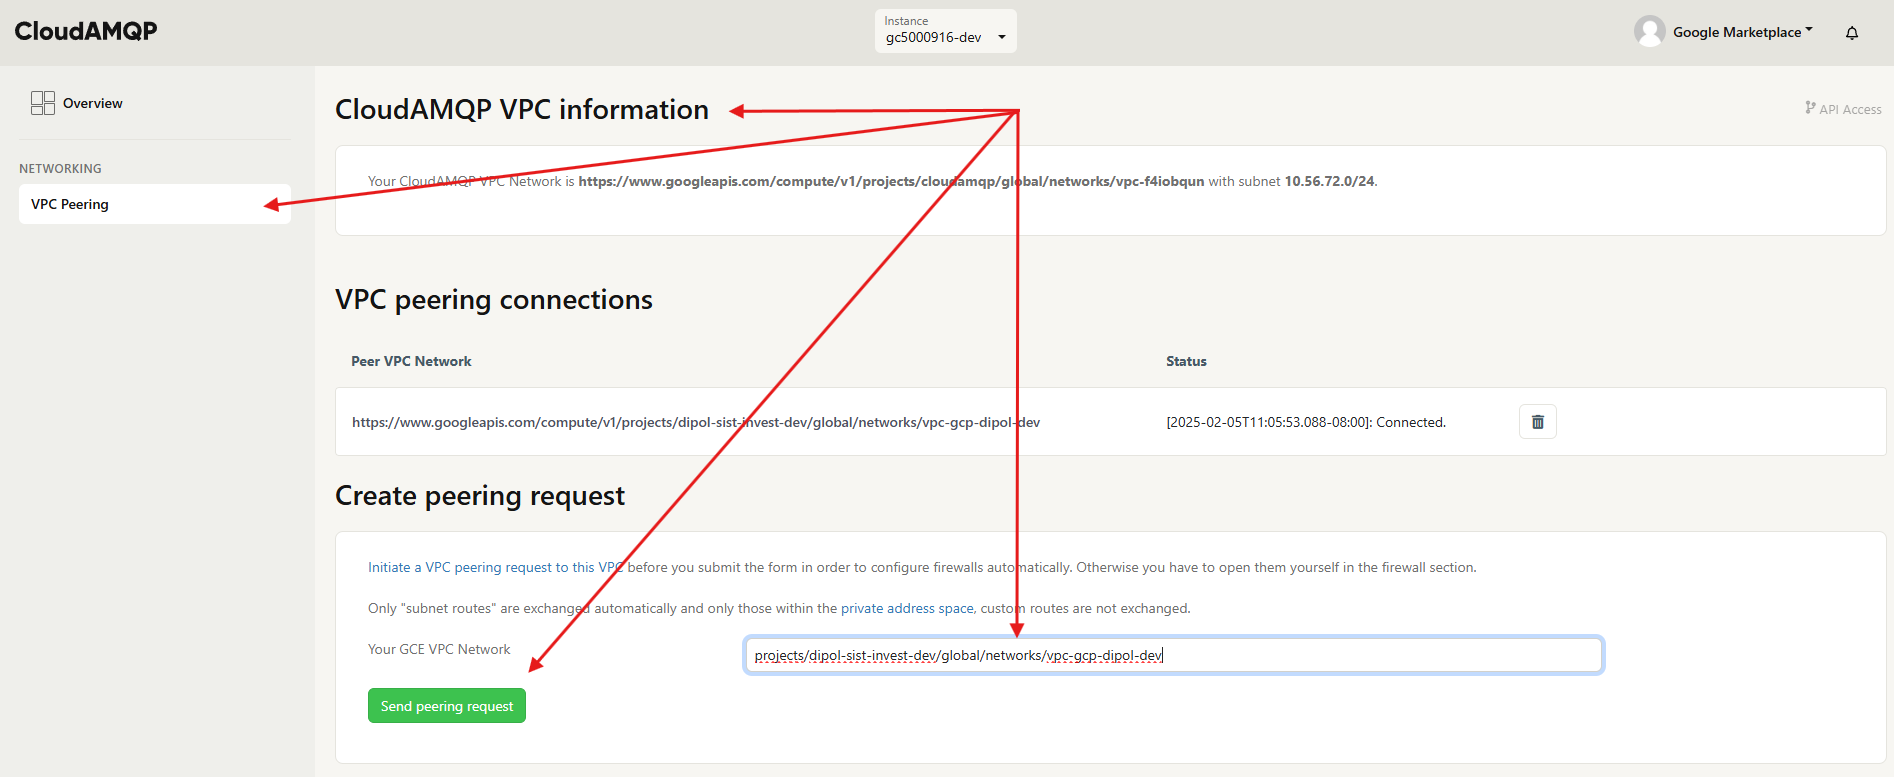 CloudAMQP
Instance
gc5000916-dev
Google Marketplace
Overview
CloudAMQP VPC information
API Access
NETWORKING
VPC Peering
Your CloudAMQP VPC Network is https://www.googleapis.com/compute/v1/projects/cloudamqp/global/networks/vpc-f4iobqun with subnet 10.56.72.0/24.
VPC peering connections
Peer VPC Network Status
https://www.googleapis.com/compute/v1/projects/dipol-sist-invest-dev/global/networks/vpc-gcp-dipol-dev [2025-02-05T11:05:53.088-08:00]: Connected.
Create peering request
Initiate a VPC peering request to this VPC before you submit the form in order to configure firewalls automatically. Otherwise you have to open them yourself in the firewall section.
Only "subnet routes" are exchanged automatically and only those within the private address space, custom routes are not exchanged.
Your GCE VPC Network projects/dipol-sist-invest-dev/global/networks/vpc-gcp-dipol-dev
Send peering request